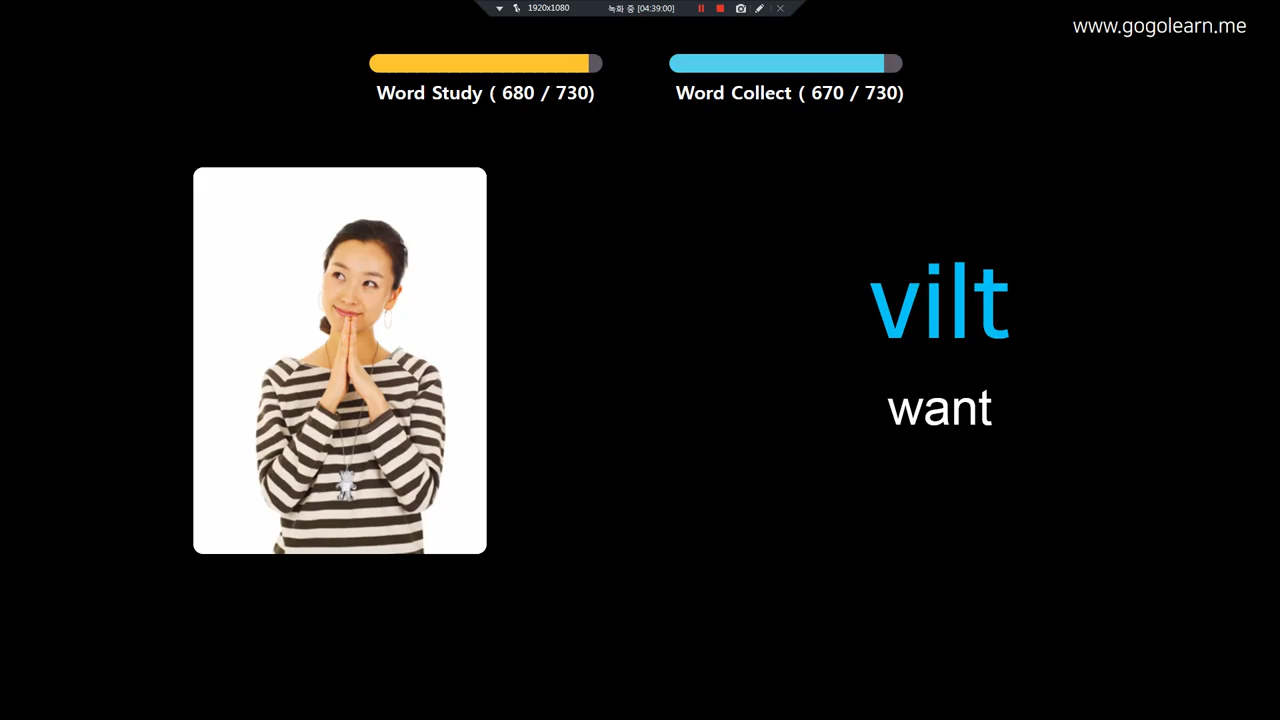 1920x1080
녹화 중 [04:39:00]
www.gogolearn.me
Word Study ( 680 / 730)
Word Collect ( 670 / 730)
vilt
want